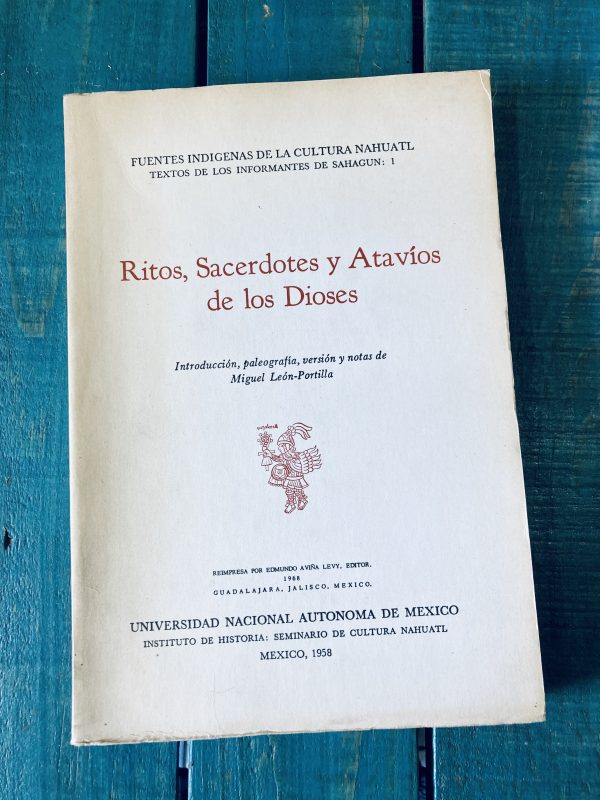 FUENTES INDIGENAS DE LA CULTURA NAHUATL
TEXTOS DE LOS INFORMANTES DE SAHAGUN: 1
Ritos, Sacerdotes y Atavíos
de los Dioses
Introducción, paleografía, versión y notas de
Miguel León-Portilla
REIMPRESA POR EDMUNDO AVIÑA LEVY, EDITOR.
1968
GUADALAJARA, JALISCO, MEXICO.
UNIVERSIDAD NACIONAL AUTONOMA DE MEXICO
INSTITUTO DE HISTORIA: SEMINARIO DE CULTURA NAHUATL
MEXICO, 1958